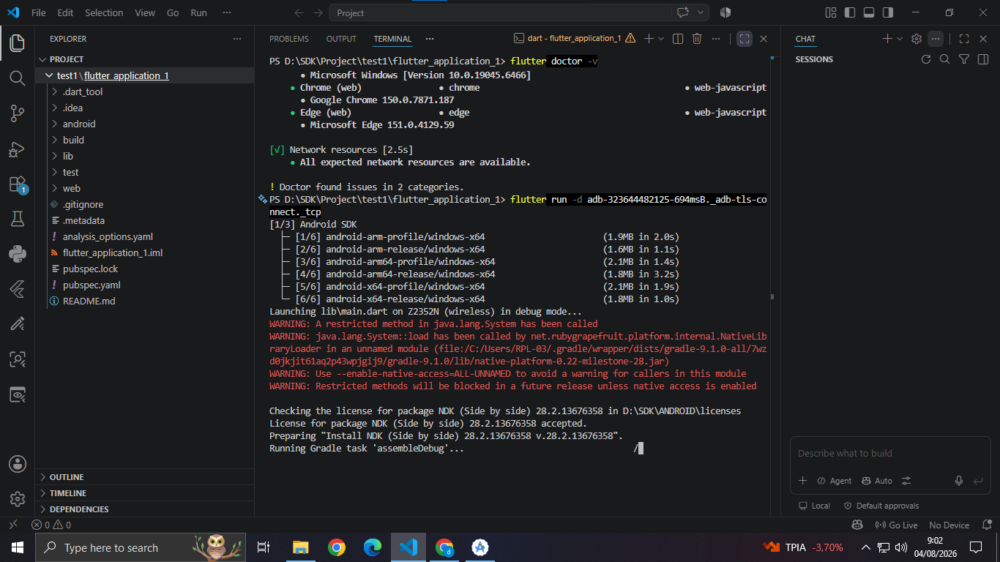 File Edit Selection View Go Run ··· Project
EXPLORER ···
PROJECT
test1\flutter_application_1
.dart_tool
.idea
android
build
lib
test
web
.gitignore
.metadata
analysis_options.yaml
flutter_application_1.iml
pubspec.lock
pubspec.yaml
README.md
OUTLINE
TIMELINE
DEPENDENCIES
1
PROBLEMS OUTPUT TERMINAL ··· dart - flutter_application_1
PS D:\SDK\Project\test1\flutter_application_1> flutter doctor -v
• Microsoft Windows [Version 10.0.19045.6466]
• Chrome (web) • chrome • web-javascript
• Google Chrome 150.0.7871.187
• Edge (web) • edge • web-javascript
• Microsoft Edge 151.0.4129.59
[√] Network resources [2.5s]
• All expected network resources are available.
! Doctor found issues in 2 categories.
PS D:\SDK\Project\test1\flutter_application_1> flutter run -d adb-323644482125-694msB._adb-tls-co
nnect._tcp
[1/3] Android SDK
├─ [1/6] android-arm-profile/windows-x64 (1.9MB in 2.0s)
├─ [2/6] android-arm-release/windows-x64 (1.6MB in 1.1s)
├─ [3/6] android-arm64-profile/windows-x64 (2.1MB in 1.4s)
├─ [4/6] android-arm64-release/windows-x64 (1.8MB in 3.2s)
├─ [5/6] android-x64-profile/windows-x64 (2.1MB in 1.9s)
└─ [6/6] android-x64-release/windows-x64 (1.8MB in 1.0s)
Launching lib\main.dart on Z2352N (wireless) in debug mode...
WARNING: A restricted method in java.lang.System has been called
WARNING: java.lang.System::load has been called by net.rubygrapefruit.platform.internal.NativeLib
raryLoader in an unnamed module (file:/C:/Users/RPL-03/.gradle/wrapper/dists/gradle-9.1.0-all/7wz
d0jkjit61aq2p43wpjgij9/gradle-9.1.0/lib/native-platform-0.22-milestone-28.jar)
WARNING: Use --enable-native-access=ALL-UNNAMED to avoid a warning for callers in this module
WARNING: Restricted methods will be blocked in a future release unless native access is enabled
Checking the license for package NDK (Side by side) 28.2.13676358 in D:\SDK\ANDROID\licenses
License for package NDK (Side by side) 28.2.13676358 accepted.
Preparing "Install NDK (Side by side) 28.2.13676358 v.28.2.13676358".
Running Gradle task 'assembleDebug'... /
CHAT
SESSIONS
Describe what to build
Agent Auto
Local Default approvals
0 0 Go Live No Device
Type here to search TPIA -3,70% 9:02
04/08/2026